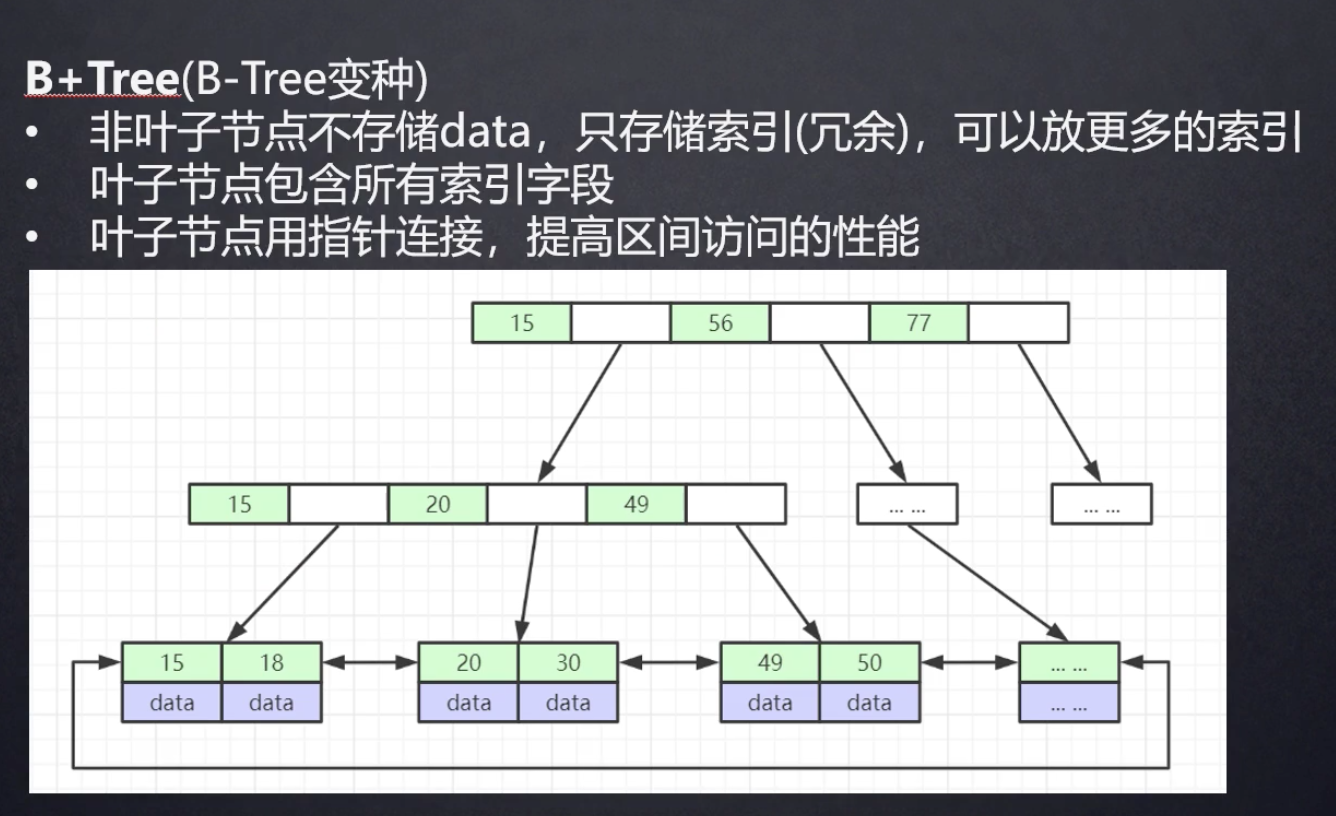 B+Tree(B-Tree变种)
• 非叶子节点不存储data，只存储索引(冗余)，可以放更多的索引
• 叶子节点包含所有索引字段
• 叶子节点用指针连接，提高区间访问的性能
15 56 77
15 20 49 ... ... ... ...
15 18 20 30 49 50 ... ...
data data data data data data ... ...